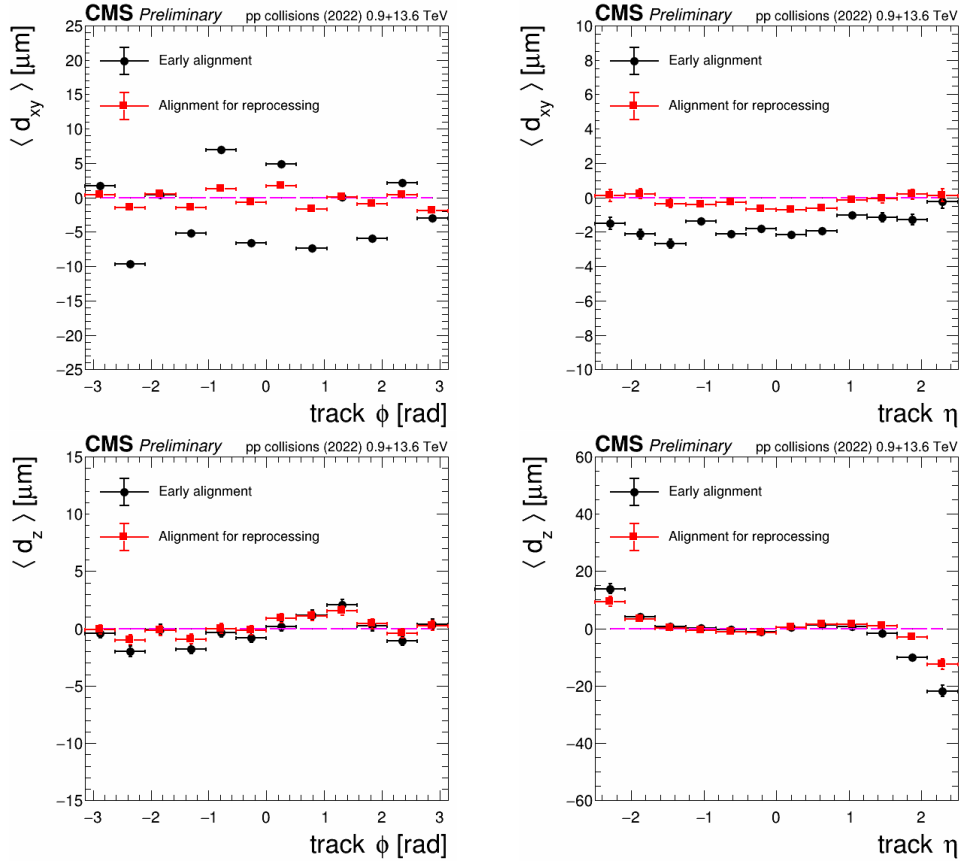 CMS Preliminary pp collisions (2022) 0.9+13.6 TeV
⟨ d_xy ⟩ [μm]
25
20
15
10
5
0
−5
−10
−15
−20
−25
Early alignment
Alignment for reprocessing
−3 −2 −1 0 1 2 3
track ϕ [rad]
CMS Preliminary pp collisions (2022) 0.9+13.6 TeV
⟨ d_xy ⟩ [μm]
10
8
6
4
2
0
−2
−4
−6
−8
−10
Early alignment
Alignment for reprocessing
−2 −1 0 1 2
track η
CMS Preliminary pp collisions (2022) 0.9+13.6 TeV
⟨ d_z ⟩ [μm]
15
10
5
0
−5
−10
−15
Early alignment
Alignment for reprocessing
−3 −2 −1 0 1 2 3
track ϕ [rad]
CMS Preliminary pp collisions (2022) 0.9+13.6 TeV
⟨ d_z ⟩ [μm]
60
40
20
0
−20
−40
−60
Early alignment
Alignment for reprocessing
−2 −1 0 1 2
track η